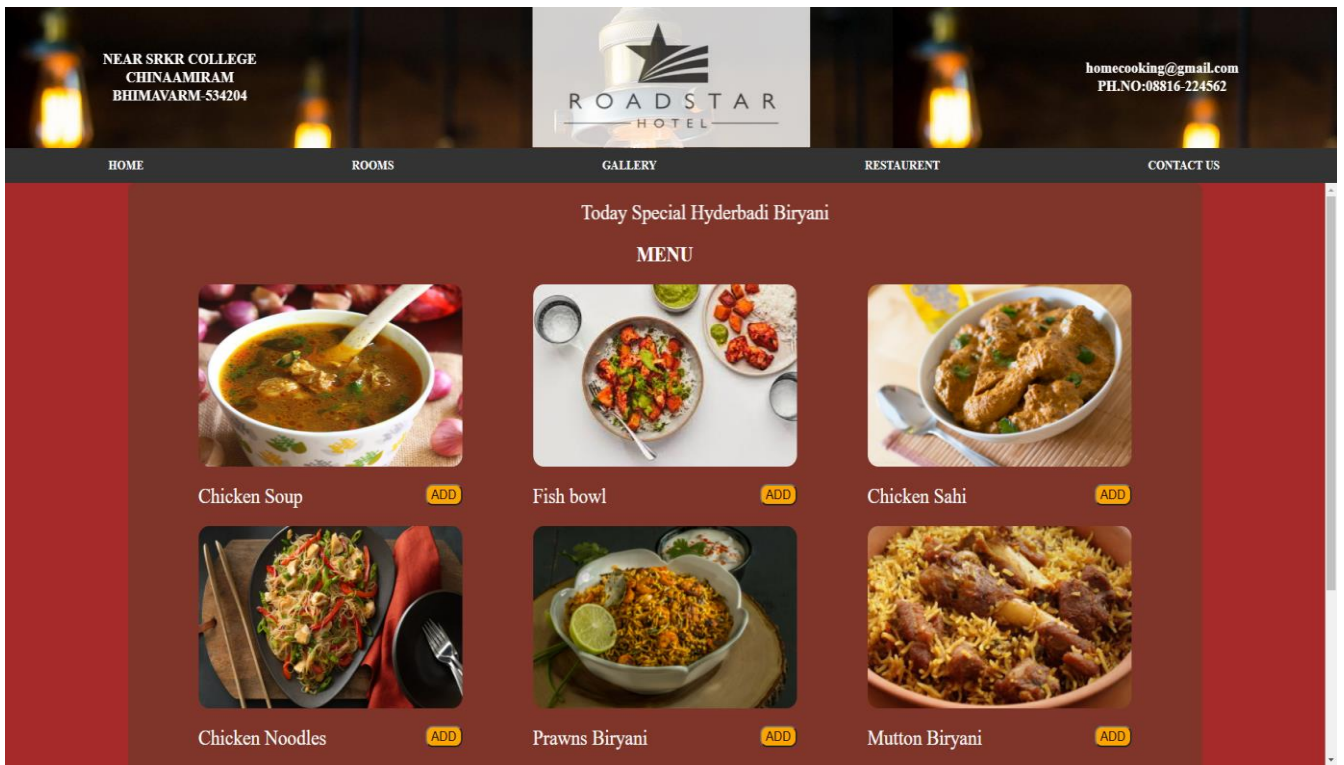 NEAR SRKR COLLEGE
CHINAAMIRAM
BHIMAVARM-534204
ROADSTAR
HOTEL
homecooking@gmail.com
PH.NO:08816-224562
HOME
ROOMS
GALLERY
RESTAURENT
CONTACT US
Today Special Hyderbadi Biryani
MENU
Chicken Soup
ADD
Fish bowl
ADD
Chicken Sahi
ADD
Chicken Noodles
ADD
Prawns Biryani
ADD
Mutton Biryani
ADD